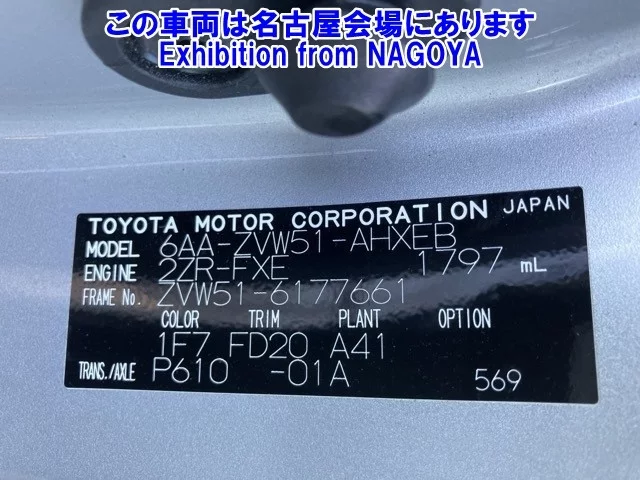 この車両は名古屋会場にあります
Exhibition from NAGOYA
TOYOTA MOTOR CORPORATION JAPAN
MODEL 6AA-ZVW51-AHXEB
ENGINE 2ZR-FXE 1797 mL
FRAME No. ZVW51-6177661
COLOR TRIM PLANT OPTION
1F7 FD20 A41
TRANS./AXLE P610 -01A 569